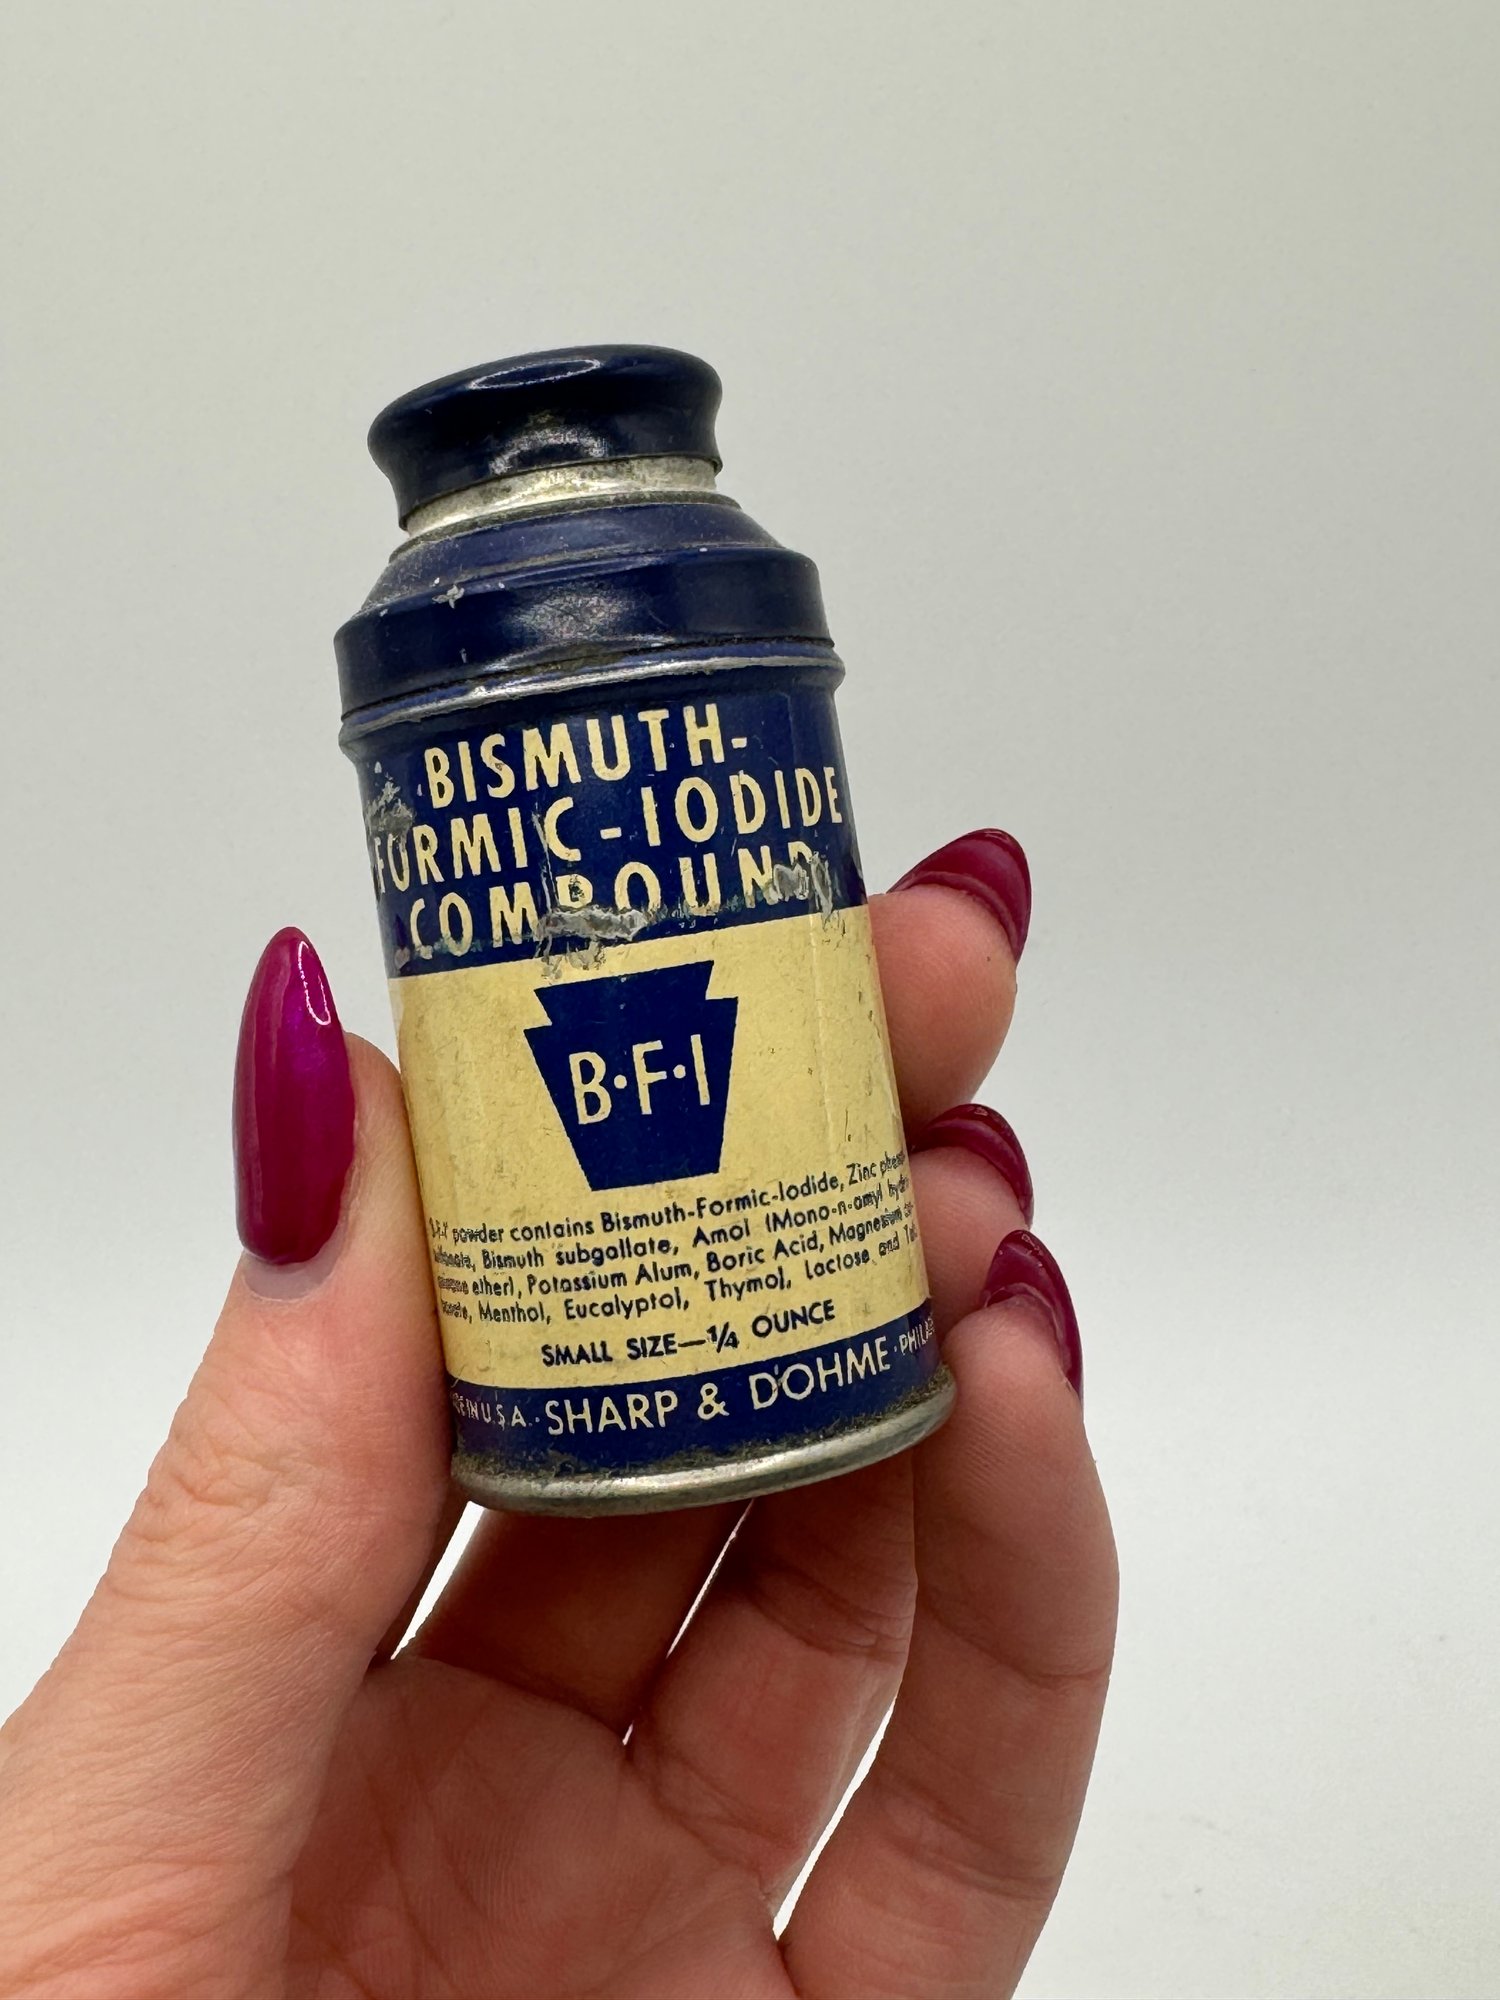 BISMUTH-
FORMIC-IODIDE
COMPOUND
B·F·I
powder contains Bismuth-Formic-Iodide, Zinc
Bismuth subgallate, Amol (Mono-n-amyl
ether), Potassium Alum, Boric Acid, Magnesium
Menthol, Eucalyptol, Thymol, Lactose and
SMALL SIZE—1/4 OUNCE
IN U.S.A. · SHARP & DOHME ·